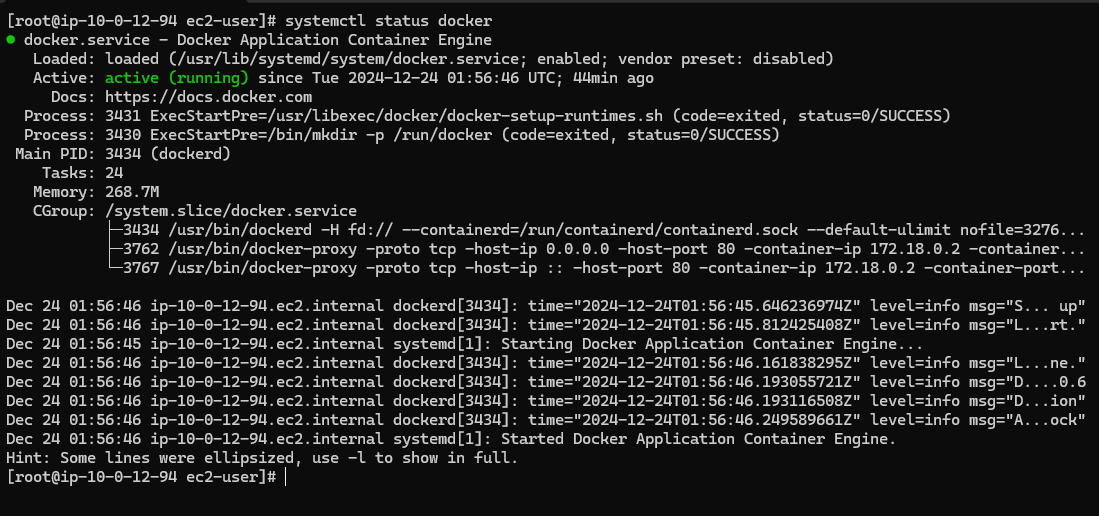 [root@ip-10-0-12-94 ec2-user]# systemctl status docker
● docker.service - Docker Application Container Engine
   Loaded: loaded (/usr/lib/systemd/system/docker.service; enabled; vendor preset: disabled)
   Active: active (running) since Tue 2024-12-24 01:56:46 UTC; 44min ago
     Docs: https://docs.docker.com
  Process: 3431 ExecStartPre=/usr/libexec/docker/docker-setup-runtimes.sh (code=exited, status=0/SUCCESS)
  Process: 3430 ExecStartPre=/bin/mkdir -p /run/docker (code=exited, status=0/SUCCESS)
 Main PID: 3434 (dockerd)
    Tasks: 24
   Memory: 268.7M
   CGroup: /system.slice/docker.service
           ├─3434 /usr/bin/dockerd -H fd:// --containerd=/run/containerd/containerd.sock --default-ulimit nofile=3276...
           ├─3762 /usr/bin/docker-proxy -proto tcp -host-ip 0.0.0.0 -host-port 80 -container-ip 172.18.0.2 -container...
           └─3767 /usr/bin/docker-proxy -proto tcp -host-ip :: -host-port 80 -container-ip 172.18.0.2 -container-port...
Dec 24 01:56:46 ip-10-0-12-94.ec2.internal dockerd[3434]: time="2024-12-24T01:56:45.646236974Z" level=info msg="S... up"
Dec 24 01:56:46 ip-10-0-12-94.ec2.internal dockerd[3434]: time="2024-12-24T01:56:45.812425408Z" level=info msg="L...rt."
Dec 24 01:56:45 ip-10-0-12-94.ec2.internal systemd[1]: Starting Docker Application Container Engine...
Dec 24 01:56:46 ip-10-0-12-94.ec2.internal dockerd[3434]: time="2024-12-24T01:56:46.161838295Z" level=info msg="L...ne."
Dec 24 01:56:46 ip-10-0-12-94.ec2.internal dockerd[3434]: time="2024-12-24T01:56:46.193055721Z" level=info msg="D....0.6
Dec 24 01:56:46 ip-10-0-12-94.ec2.internal dockerd[3434]: time="2024-12-24T01:56:46.193116508Z" level=info msg="D...ion"
Dec 24 01:56:46 ip-10-0-12-94.ec2.internal dockerd[3434]: time="2024-12-24T01:56:46.249589661Z" level=info msg="A...ock"
Dec 24 01:56:46 ip-10-0-12-94.ec2.internal systemd[1]: Started Docker Application Container Engine.
Hint: Some lines were ellipsized, use -l to show in full.
[root@ip-10-0-12-94 ec2-user]#